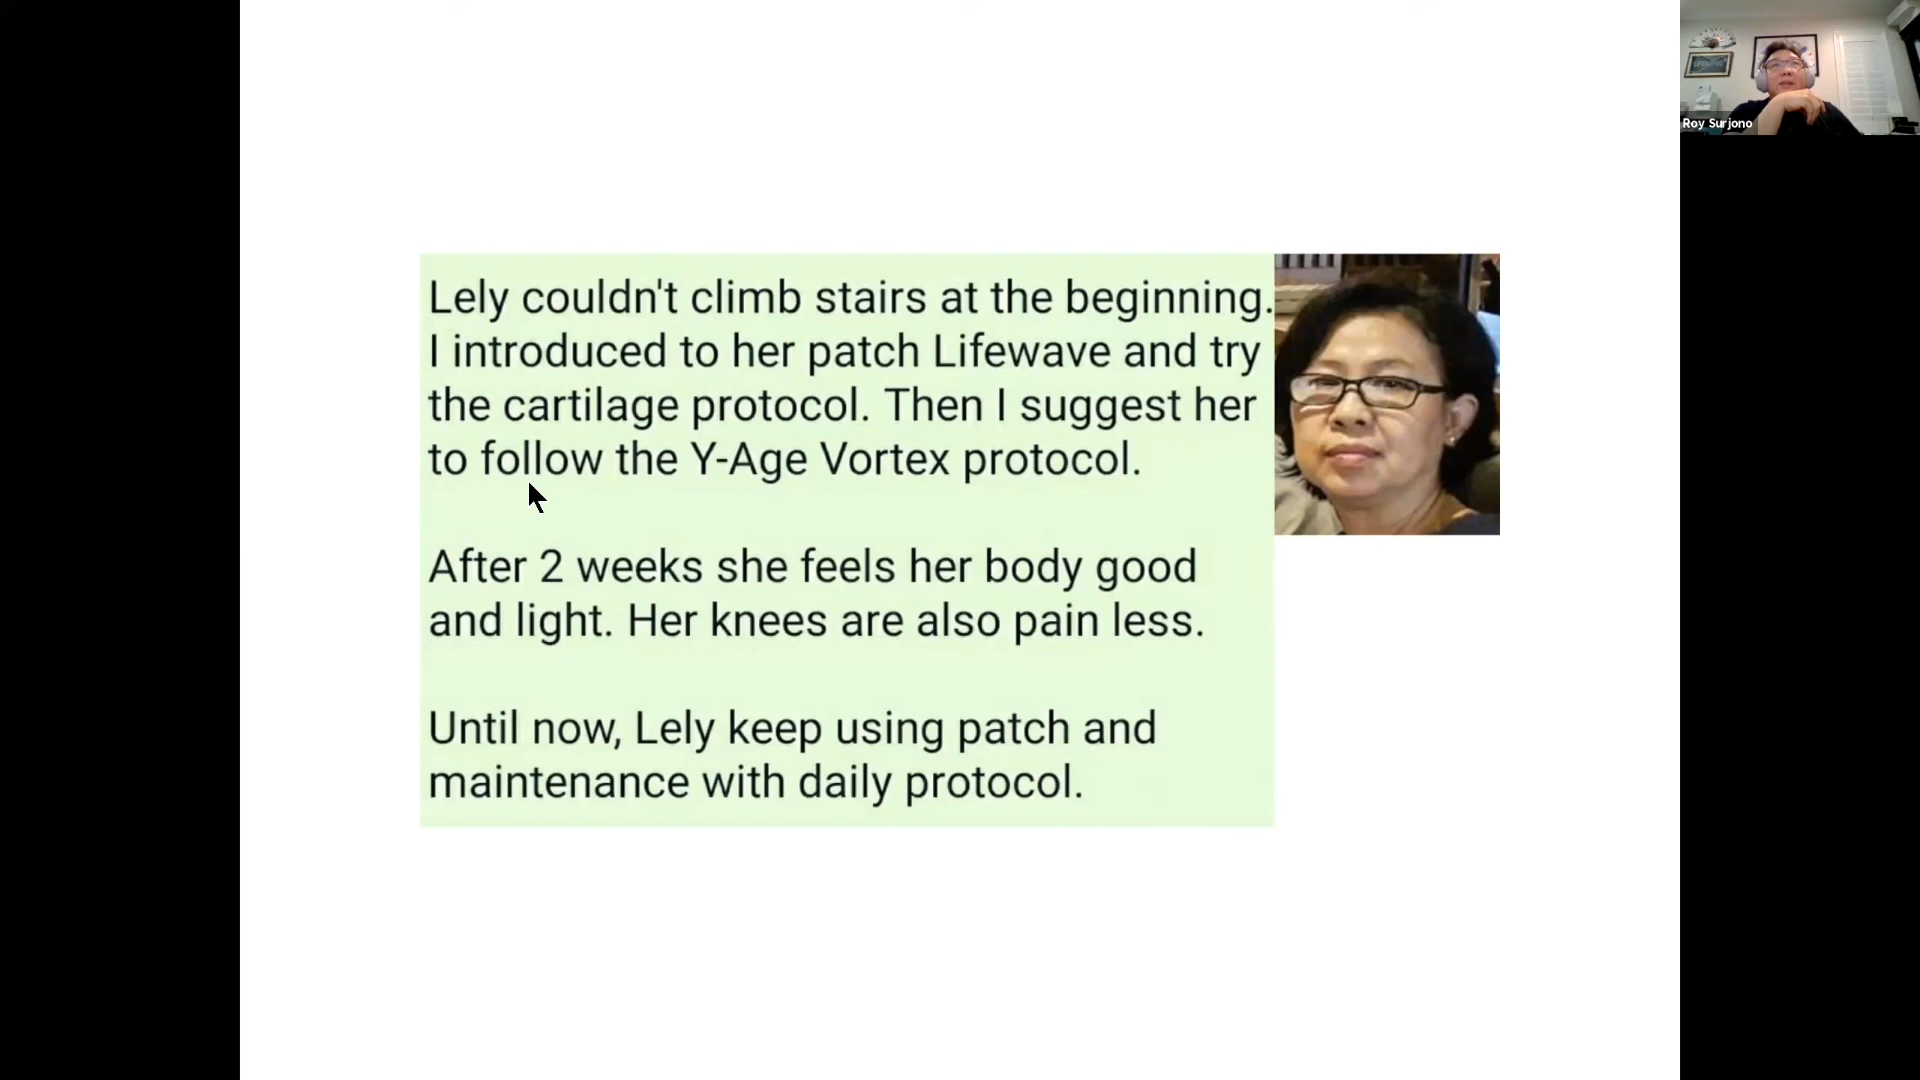 Lely couldn't climb stairs at the beginning.
I introduced to her patch Lifewave and try
the cartilage protocol. Then I suggest her
to follow the Y-Age Vortex protocol.
After 2 weeks she feels her body good
and light. Her knees are also pain less.
Until now, Lely keep using patch and
maintenance with daily protocol.
Roy Surjono